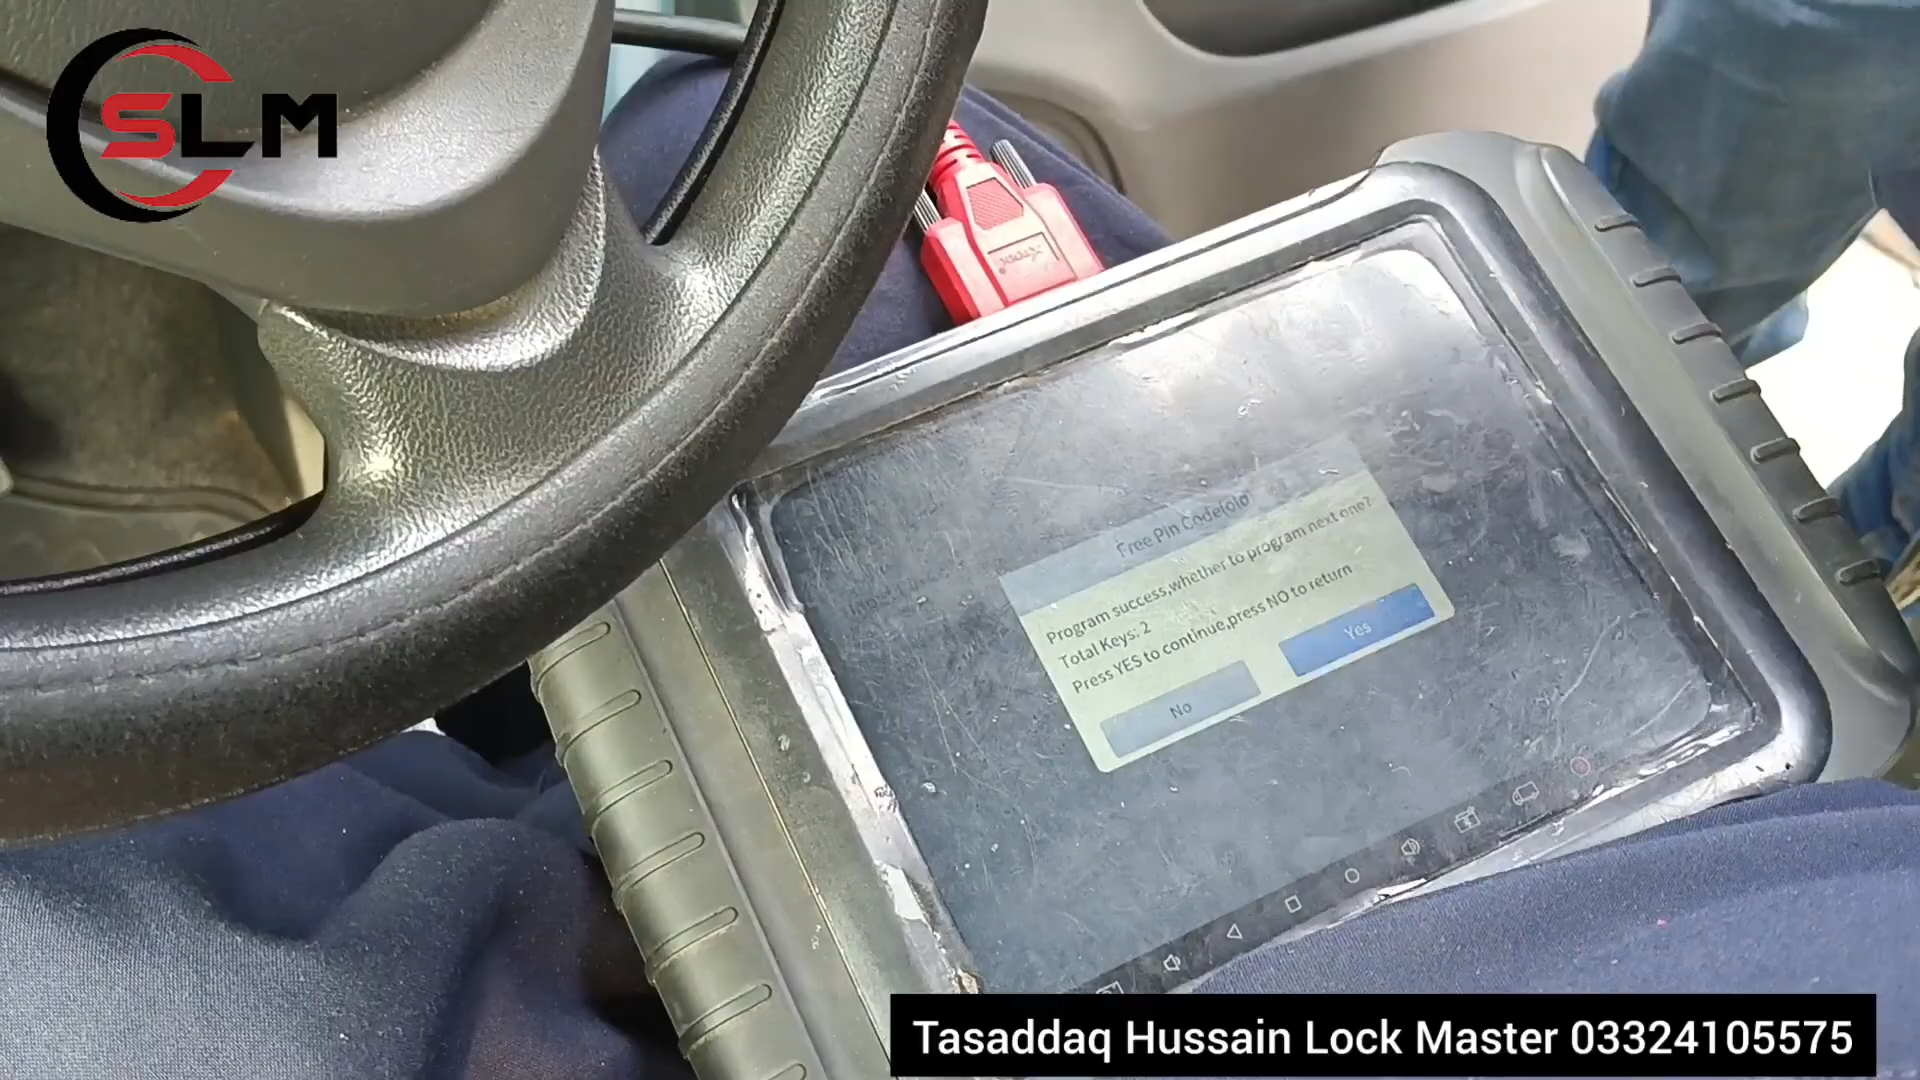 SLM
Free Pin Codefolo
Program success,whether to program next one?
Total Keys: 2
Press YES to continue,press NO to return
No
Yes
Tasaddaq Hussain Lock Master 03324105575